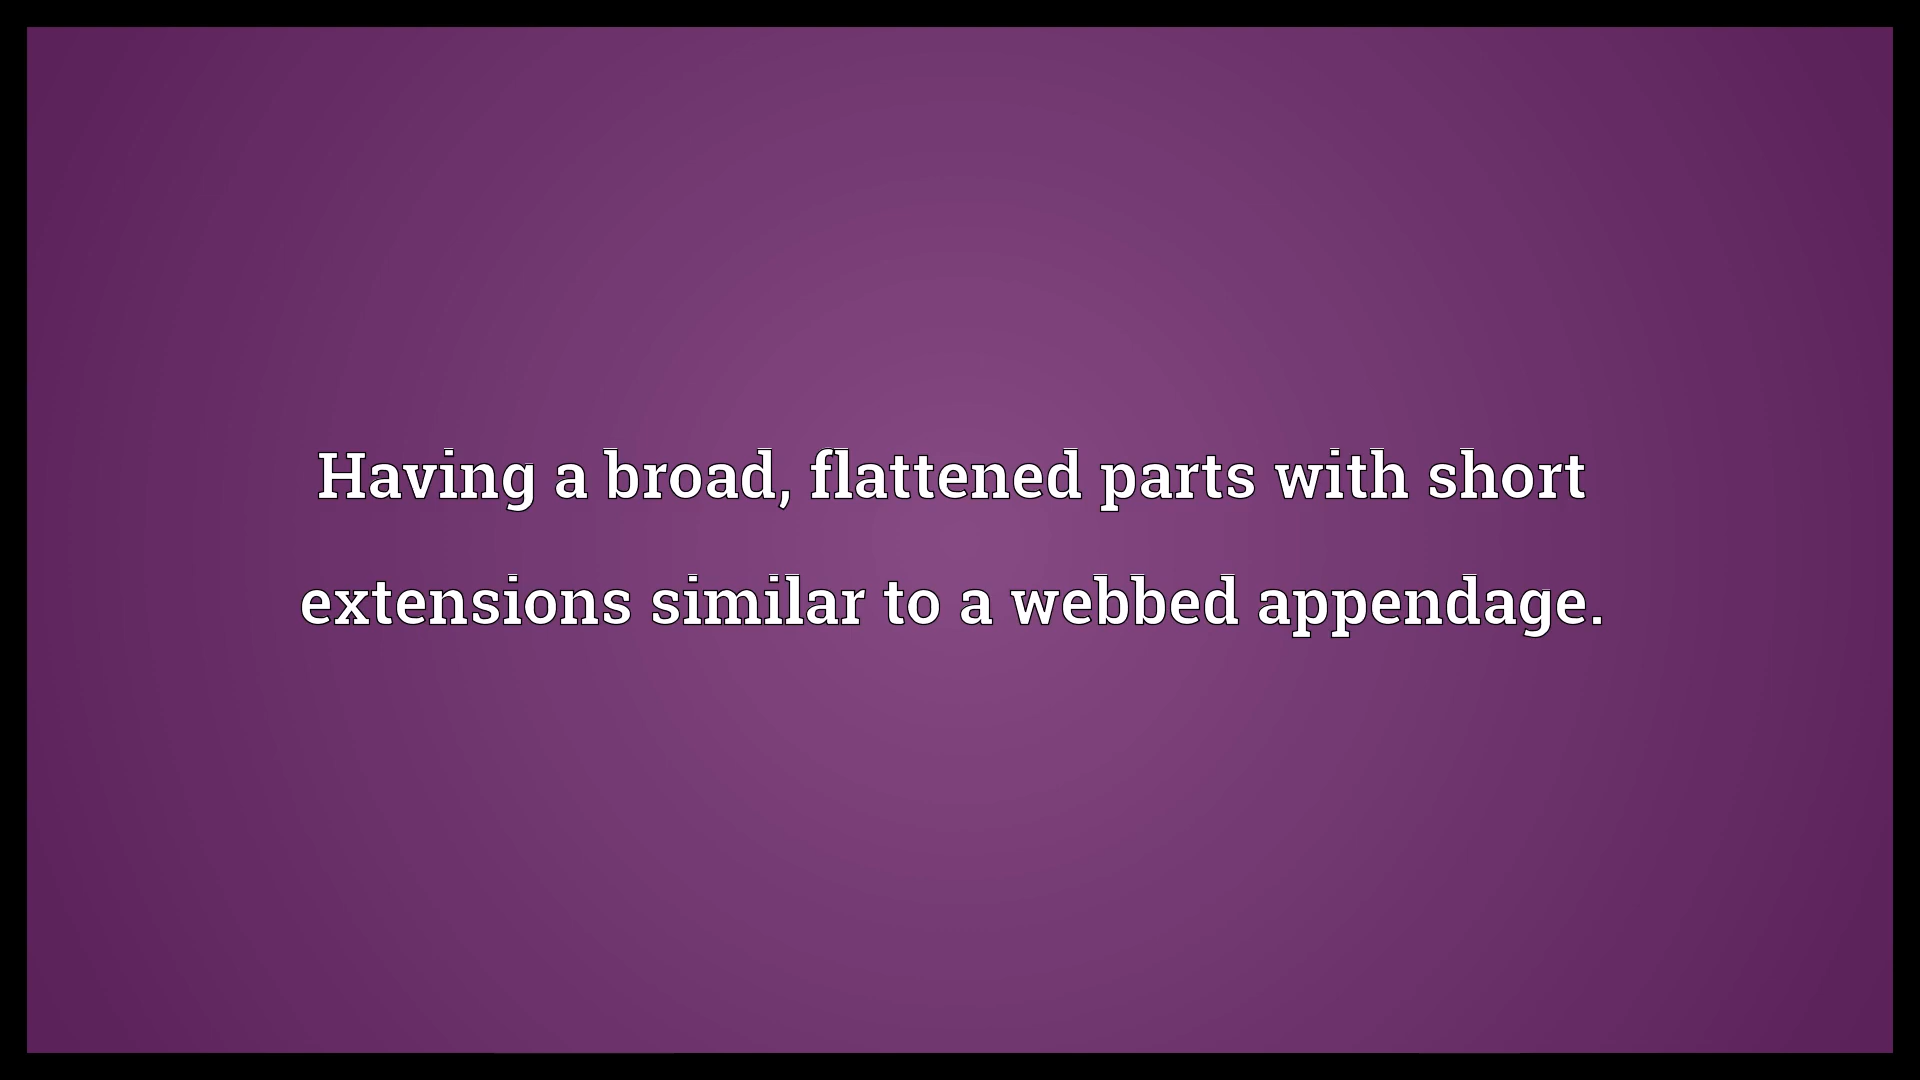 Having a broad, flattened parts with short
extensions similar to a webbed appendage.